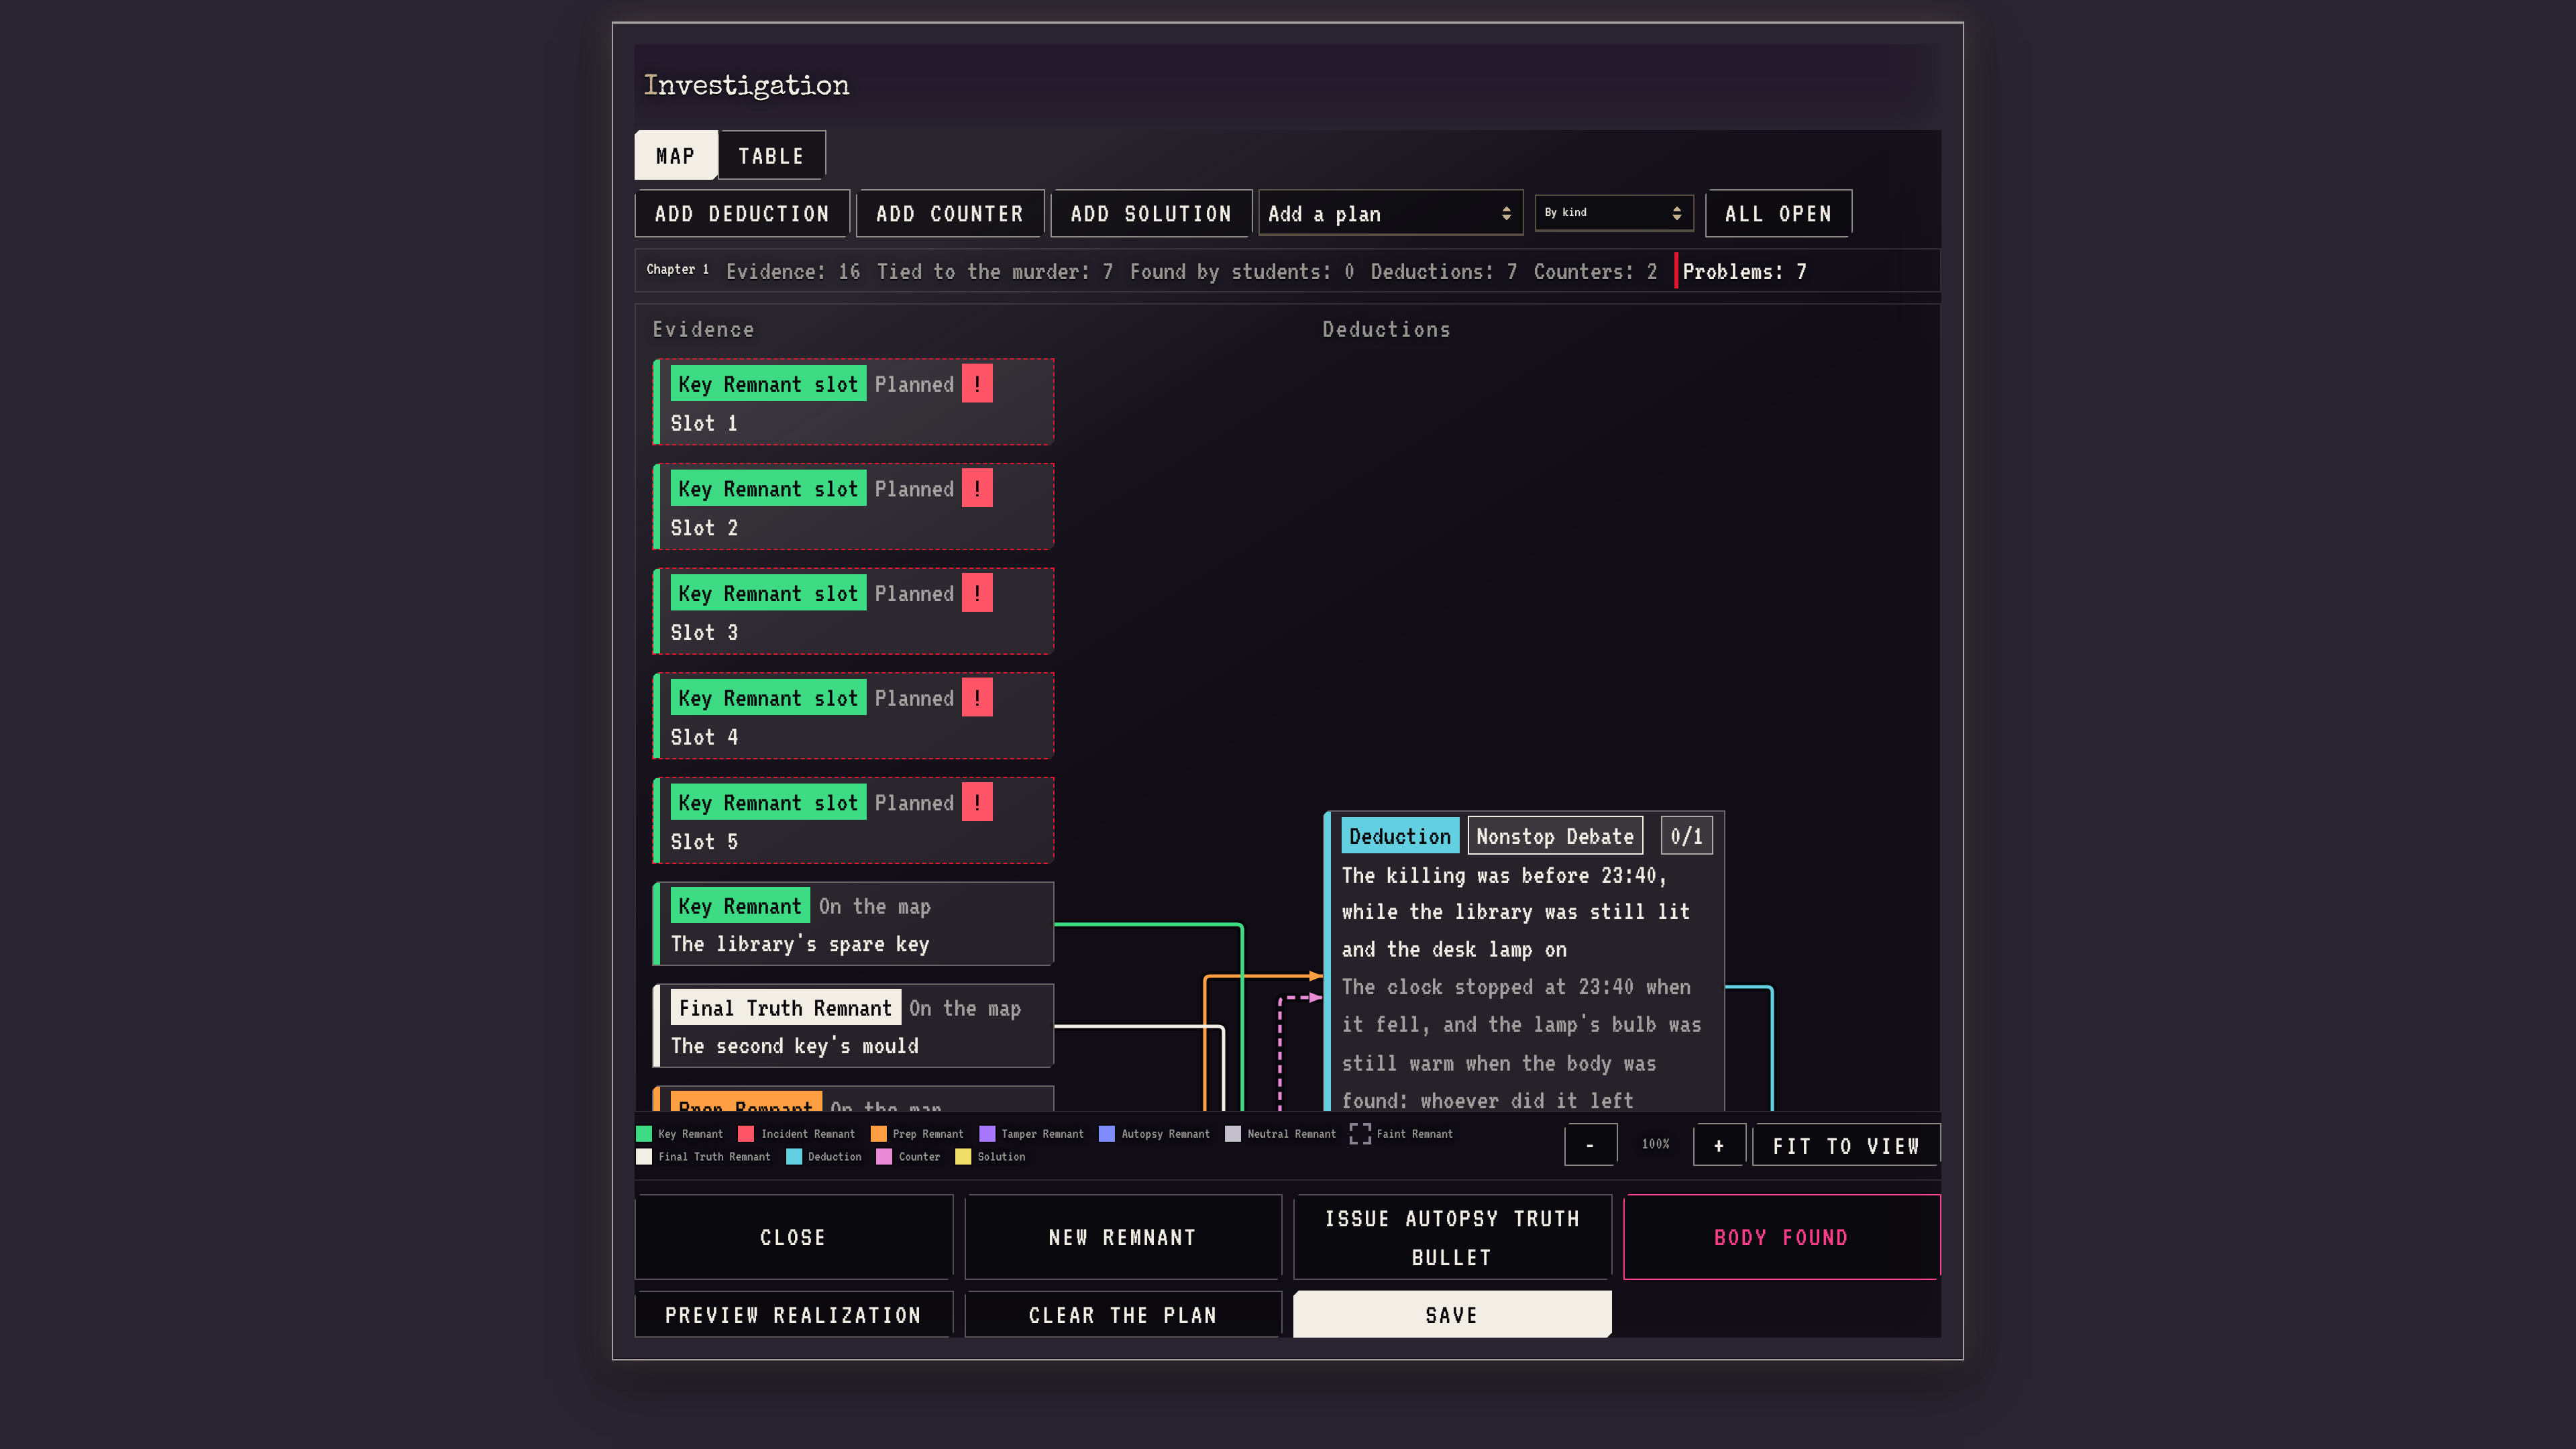 Investigation
MAP
TABLE
ADD DEDUCTION
ADD COUNTER
ADD SOLUTION
Add a plan
By kind
ALL OPEN
Chapter 1 Evidence: 16 Tied to the murder: 7 Found by students: 0 Deductions: 7 Counters: 2 Problems: 7
Evidence
Deductions
Key Remnant slot Planned !
Slot 1
Key Remnant slot Planned !
Slot 2
Key Remnant slot Planned !
Slot 3
Key Remnant slot Planned !
Slot 4
Key Remnant slot Planned !
Slot 5
Key Remnant On the map
The library's spare key
Final Truth Remnant On the map
The second key's mould
Prep Remnant On the map
Deduction Nonstop Debate 0/1
The killing was before 23:40,
while the library was still lit
and the desk lamp on
The clock stopped at 23:40 when
it fell, and the lamp's bulb was
still warm when the body was
found: whoever did it left
Key Remnant Incident Remnant Prep Remnant Tamper Remnant Autopsy Remnant Neutral Remnant Faint Remnant
Final Truth Remnant Deduction Counter Solution
- 100% + FIT TO VIEW
CLOSE
NEW REMNANT
ISSUE AUTOPSY TRUTH
BULLET
BODY FOUND
PREVIEW REALIZATION
CLEAR THE PLAN
SAVE